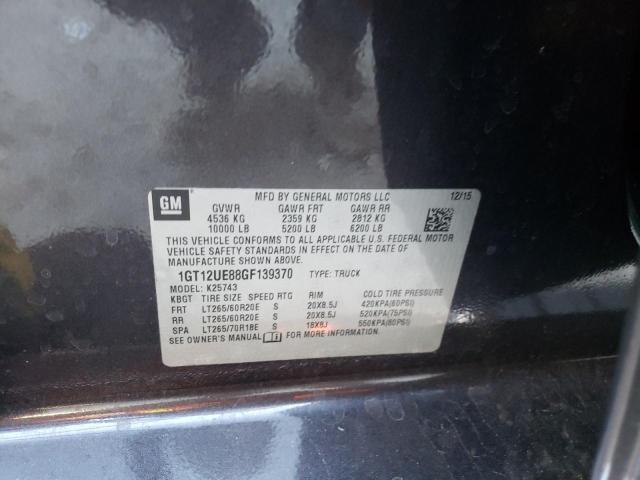 GM
MFD BY GENERAL MOTORS LLC 12/15
GVWR GAWR FRT GAWR RR
4536 KG 2359 KG 2812 KG
10000 LB 5200 LB 6200 LB
THIS VEHICLE CONFORMS TO ALL APPLICABLE U.S. FEDERAL MOTOR
VEHICLE SAFETY STANDARDS IN EFFECT ON THE DATE OF
MANUFACTURE SHOWN ABOVE.
1GT12UE88GF139370 TYPE: TRUCK
MODEL: K25743
KBGT TIRE SIZE SPEED RTG RIM COLD TIRE PRESSURE
FRT LT265/60R20E S 20X8.5J 420KPA(60PSI)
RR LT265/60R20E S 20X8.5J 520KPA(75PSI)
SPA LT265/70R18E S 18X8J 550KPA(80PSI)
SEE OWNER'S MANUAL FOR MORE INFORMATION.